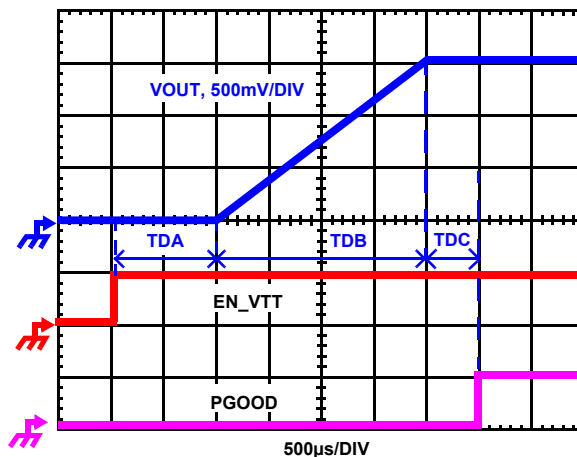 VOUT, 500mV/DIV
TDA
TDB
TDC
EN_VTT
PGOOD
500µs/DIV